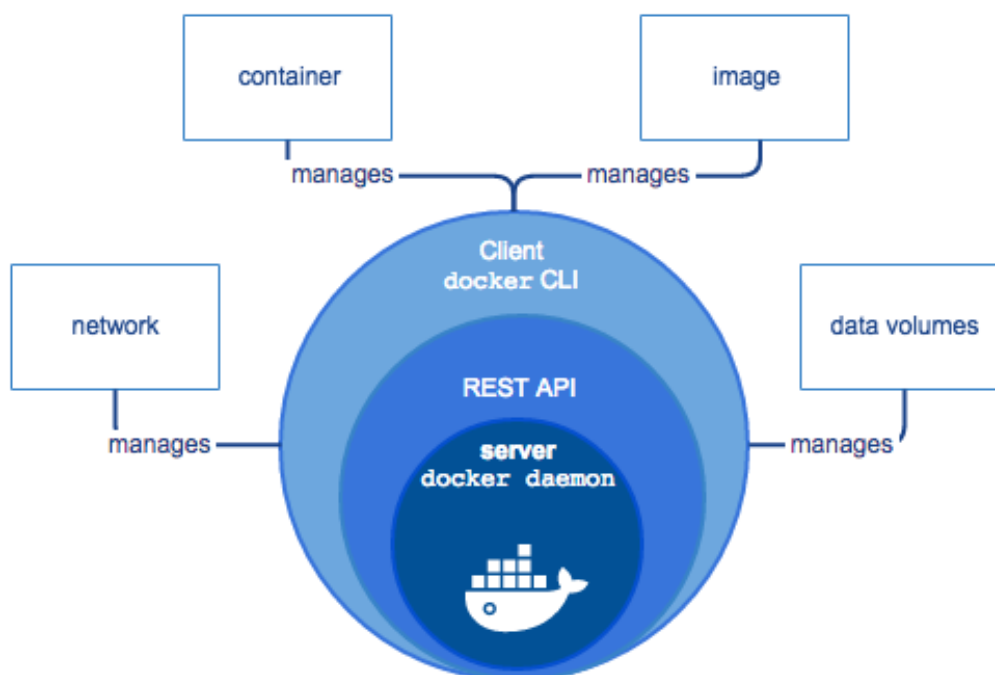 container
image
manages
manages
Client
docker CLI
network
data volumes
REST API
manages
manages
server
docker daemon